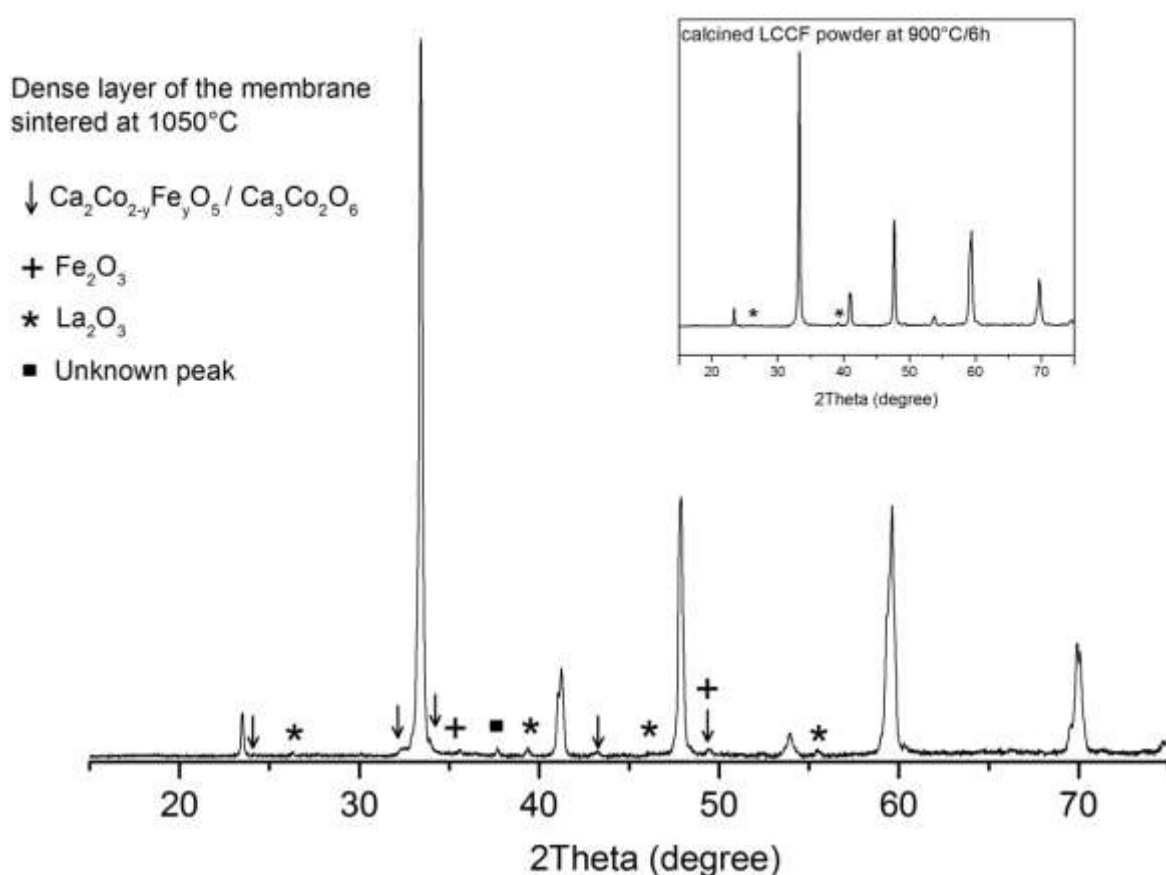 calcined LCCF powder at 900°C/6h
Dense layer of the membrane
sintered at 1050°C
↓ Ca₂Co₂₋yFeyO₅ / Ca₃Co₂O₆
+ Fe₂O₃
* La₂O₃
■ Unknown peak
* *
20 30 40 50 60 70
2Theta (degree)
+
* + ■ * * *
20 30 40 50 60 70
2Theta (degree)